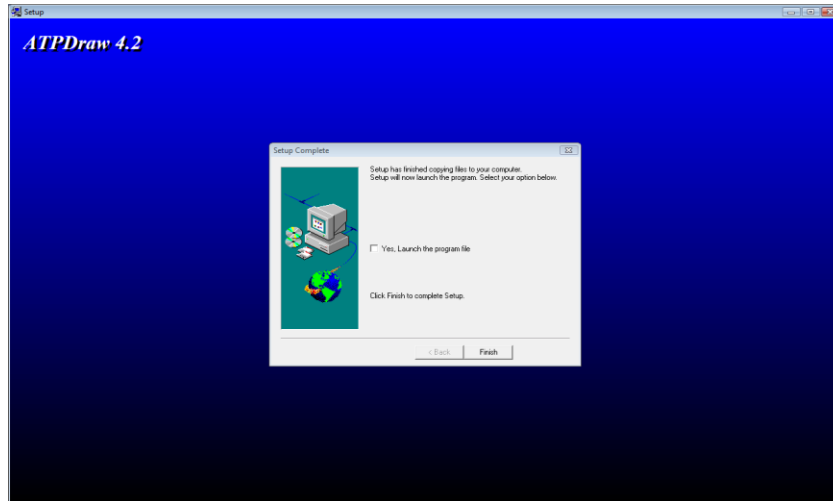 Setup
ATPDraw 4.2
Setup Complete
Setup has finished copying files to your computer.
Setup will now launch the program. Select your option below.
Yes, Launch the program file
Click Finish to complete Setup.
< Back Finish